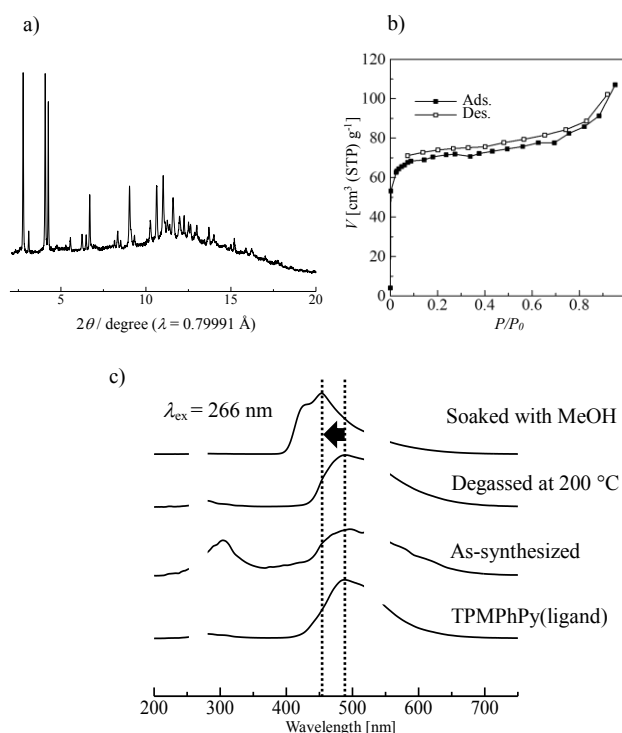 a)
5 10 15 20
2θ / degree (λ = 0.79991 Å)
b)
120
100
80
60
40
20
0
V [cm³ (STP) g⁻¹]
Ads.
Des.
0 0.2 0.4 0.6 0.8 1
P/P₀
c)
λex = 266 nm
Soaked with MeOH
Degassed at 200 °C
As-synthesized
TPMPhPy(ligand)
200 300 400 500 600 700
Wavelength [nm]